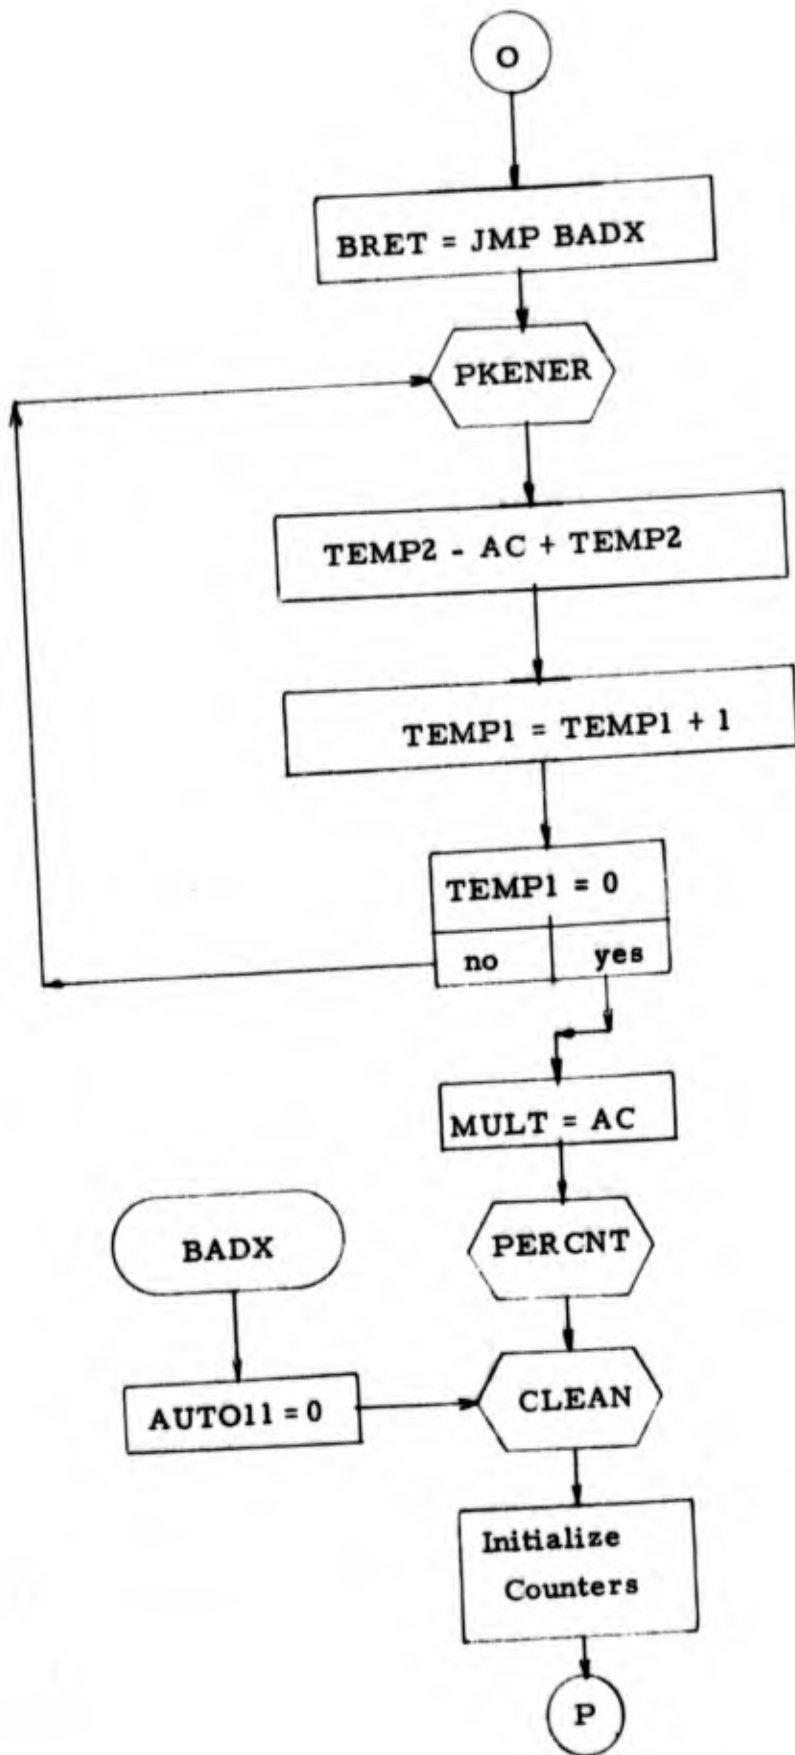 O
BRET = JMP BADX
PKENER
TEMP2 - AC + TEMP2
TEMP1 = TEMP1 + 1
TEMP1 = 0
no yes
MULT = AC
BADX
PERCNT
AUTO11 = 0
CLEAN
Initialize
Counters
P